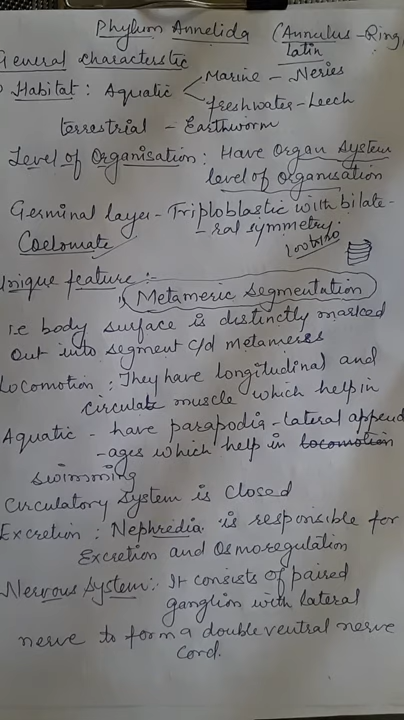 Phylum Annelida (Annulus-Ring,
Latin
General characterstic
Habitat : Aquatic Marine - Neries
freshwater - Leech
terrestrial - Earthworm
Level of Organisation : Have Organ System
level of organisation
Germinal layer - Triploblastic with bilate-
-ral symmetry.
Coelomate
Unique feature :-
1) Metameric Segmentation
i.e body surface is distinctly marked
out into segment c/d metameres
Locomotion : They have longitudinal and
circular muscle which help in
Aquatic - have parapodia - lateral append
-ages which help in locomotion
swimming
Circulatory System is closed
Excretion : Nephredia is responsible for
Excretion and Osmoregulation
Nervous System :- It consists of paired
ganglion with lateral
nerve to form a double ventral nerve
cord.